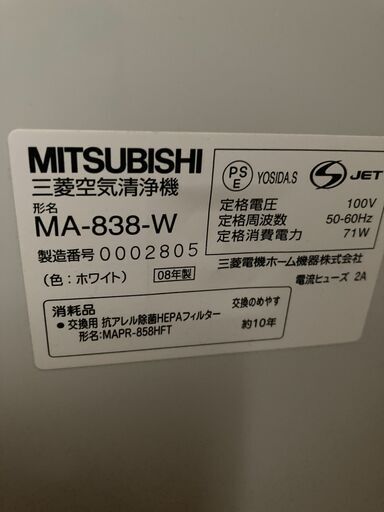 MITSUBISHI
三菱空気清浄機
形名
MA-838-W
製造番号 0002805
(色:ホワイト) 08年製
PS
E
YOSIDA.S
S JET
定格電圧 100V
定格周波数 50-60Hz
定格消費電力 71W
三菱電機ホーム機器株式会社
電流ヒューズ 2A
消耗品 交換のめやす
• 交換用 抗アレル除菌HEPAフィルター 約10年
形名:MAPR-858HFT